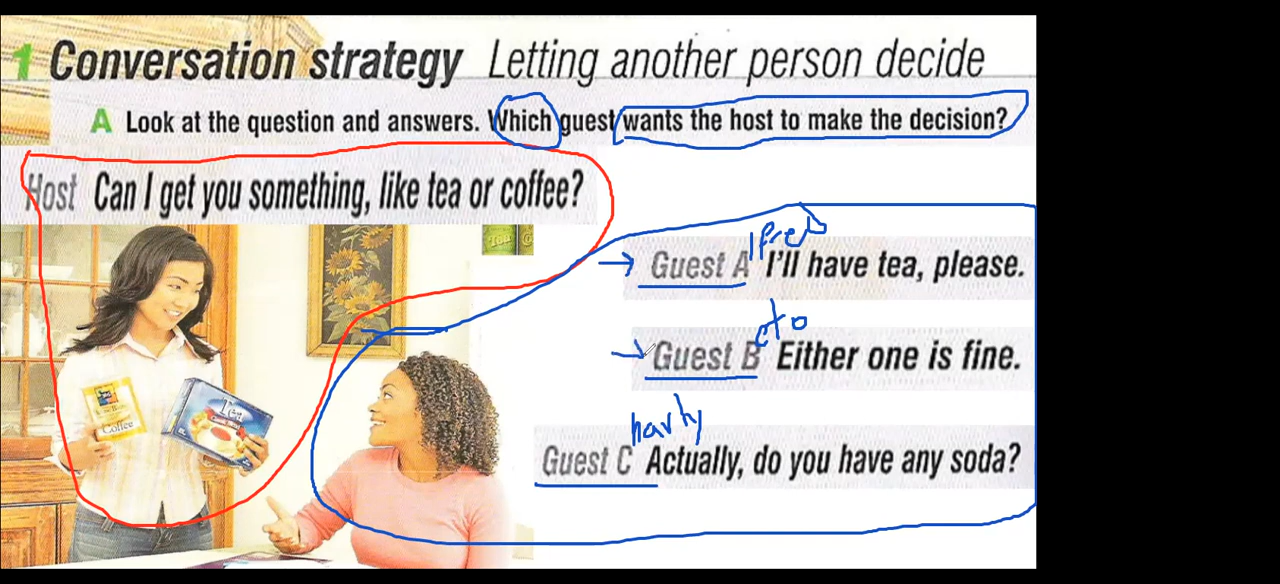 1 Conversation strategy Letting another person decide
A Look at the question and answers. Which guest wants the host to make the decision?
Host Can I get you something, like tea or coffee?
Guest A I'll have tea, please.
Guest B Either one is fine.
Guest C Actually, do you have any soda?
Tea
Coffee